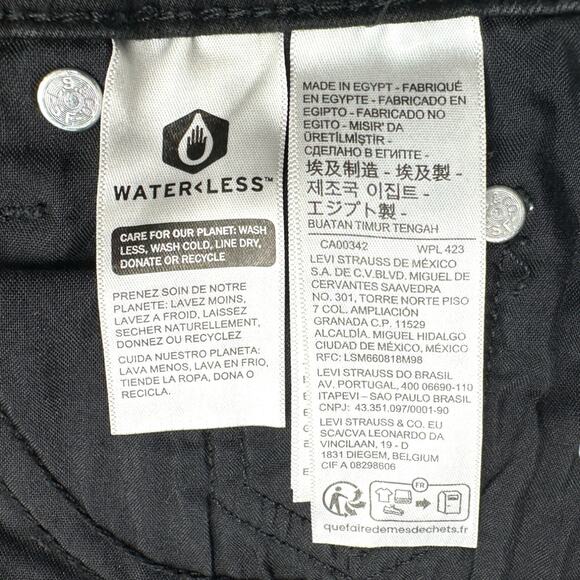 WATER<LESS™
CARE FOR OUR PLANET: WASH
LESS, WASH COLD, LINE DRY,
DONATE OR RECYCLE
PRENEZ SOIN DE NOTRE
PLANETE: LAVEZ MOINS,
LAVEZ A FROID, LAISSEZ
SECHER NATURELLEMENT,
DONNEZ OU RECYCLEZ
CUIDA NUESTRO PLANETA:
LAVA MENOS, LAVA EN FRIO,
TIENDE LA ROPA, DONA O
RECICLA.
MADE IN EGYPT - FABRIQUÉ
EN EGYPTE - FABRICADO EN
EGIPTO - FABRICADO NO
EGITO - MISIR' DA
ÜRETİLMİŞTİR -
СДЕЛАНО В ЕГИПТЕ -
埃及制造 - 埃及製 -
제조국 이집트 -
エジプト製 -
BUATAN TIMUR TENGAH
CA00342 WPL 423
LEVI STRAUSS DE MÉXICO
S.A. DE C.V.BLVD. MIGUEL DE
CERVANTES SAAVEDRA
NO. 301, TORRE NORTE PISO
7 COL. AMPLIACIÓN
GRANADA C.P. 11529
ALCALDÍA. MIGUEL HIDALGO
CIUDAD DE MÉXICO, MÉXICO
RFC: LSM660818M98
LEVI STRAUSS DO BRASIL
AV. PORTUGAL, 400 06690-110
ITAPEVI – SAO PAULO BRASIL
CNPJ: 43.351.097/0001-90
LEVI STRAUSS & CO. EU
SCA/CVA LEONARDO DA
VINCILAAN, 19 - D
1831 DIEGEM, BELGIUM
CIF A 08298606
FR
quefairedemesdechets.fr